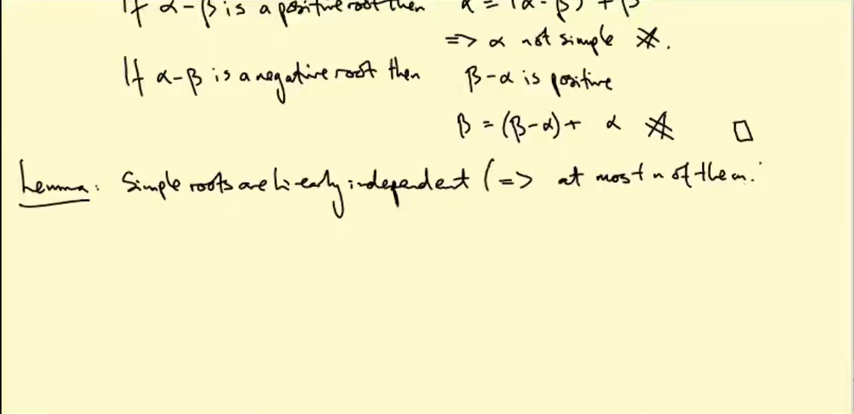 If α-β is a positive root then α = (α-β) + β
=> α not simple ※.
If α-β is a negative root then β-α is positive
β = (β-α) + α ※ □
Lemma: Simple roots are linearly independent (=> at most n of them.